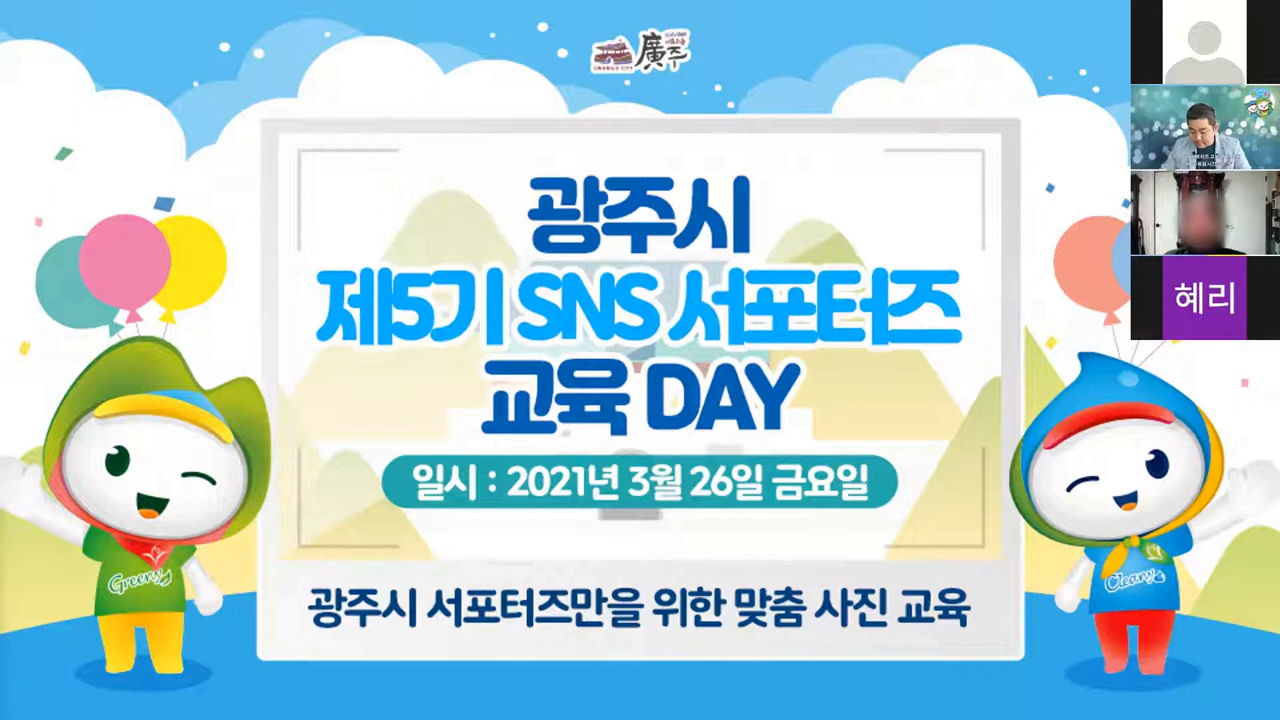 廣주
광주시
제5기 SNS 서포터즈
교육 DAY
일시 : 2021년 3월 26일 금요일
광주시 서포터즈만을 위한 맞춤 사진 교육
Greeny
Cleany
혜리